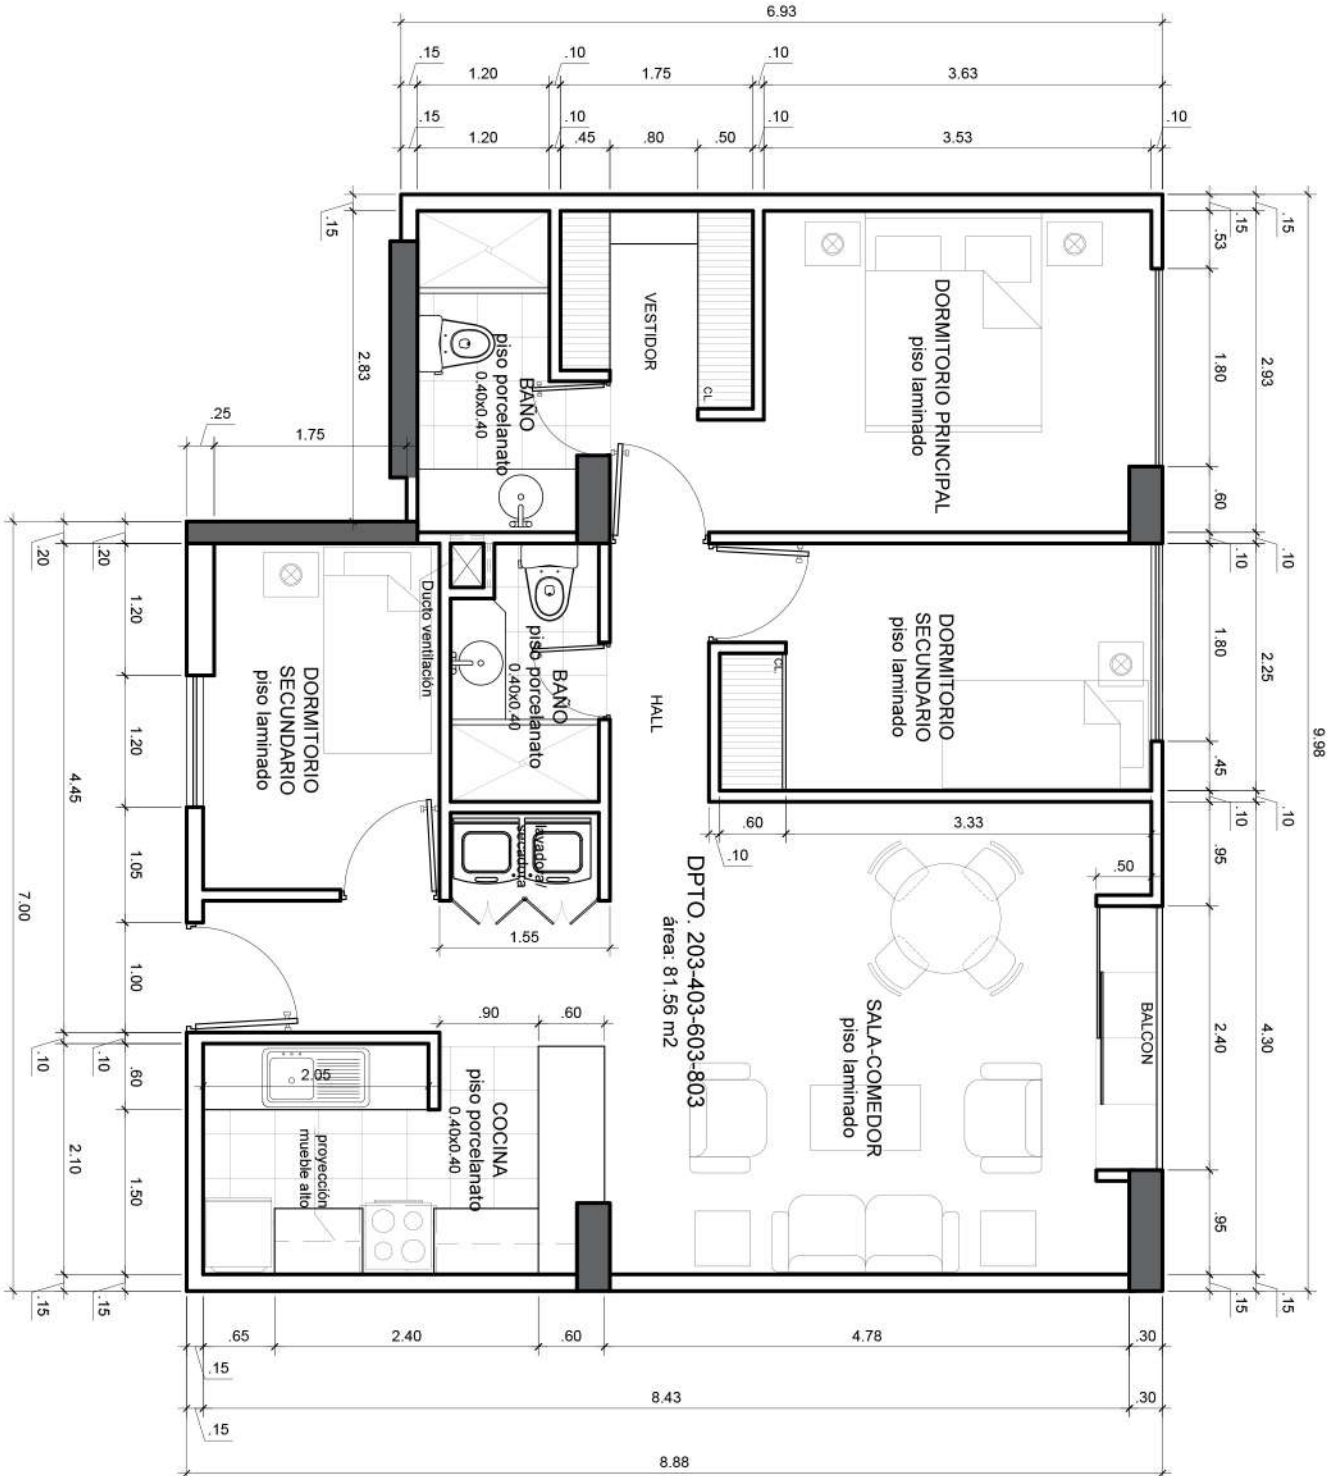 6.93
.15
1.20
.10
1.75
.10
3.63
.15
1.20
.10
.45
.80
.50
.10
3.53
.10
.15
2.83
.25
1.75
.15
.53
1.80
.60
.10
1.80
.45
.10
.95
2.40
.95
.15
.15
2.93
.10
2.25
.10
4.30
.15
9.98
DORMITORIO PRINCIPAL
piso laminado
VESTIDOR
CL.
BAÑO
piso porcelanato
0.40x0.40
DORMITORIO
SECUNDARIO
piso laminado
CL.
HALL
BAÑO
piso porcelanato
0.40x0.40
Ducto ventilación
DORMITORIO
SECUNDARIO
piso laminado
lavadora/
secadora
.60
3.33
.10
.50
1.55
DPTO. 203-403-603-803
área: 81.56 m2
SALA-COMEDOR
piso laminado
BALCON
.90
.60
2.05
COCINA
piso porcelanato
0.40x0.40
proyección
mueble alto
.20
1.20
1.20
1.05
1.00
.10
.60
1.50
.15
.20
4.45
.10
2.10
.15
7.00
.65
2.40
.60
4.78
.30
.15
8.43
.30
.15
8.88